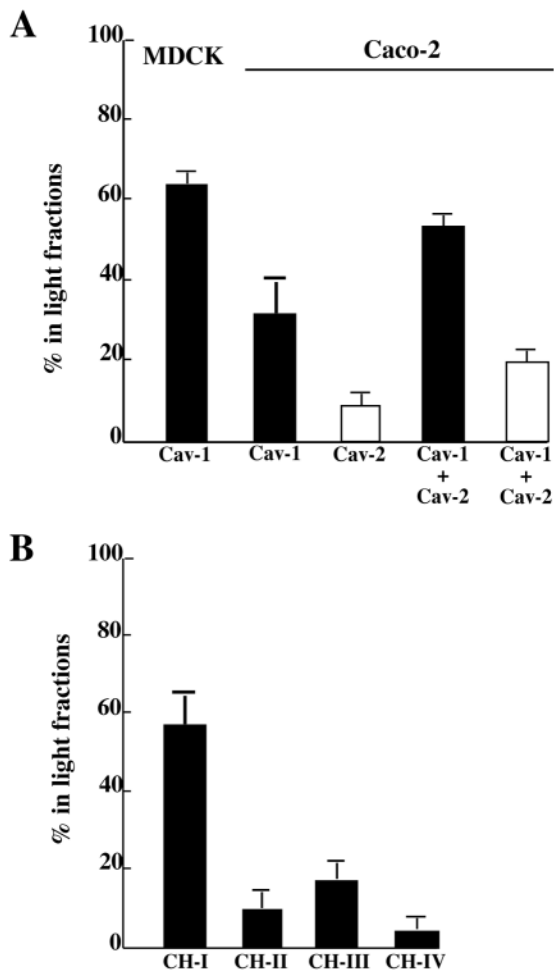 A
100
MDCK
Caco-2
80
60
40
20
0
% in light fractions
Cav-1
Cav-1
Cav-2
Cav-1
+
Cav-2
Cav-1
+
Cav-2
B
100
80
60
40
20
0
% in light fractions
CH-I
CH-II
CH-III
CH-IV